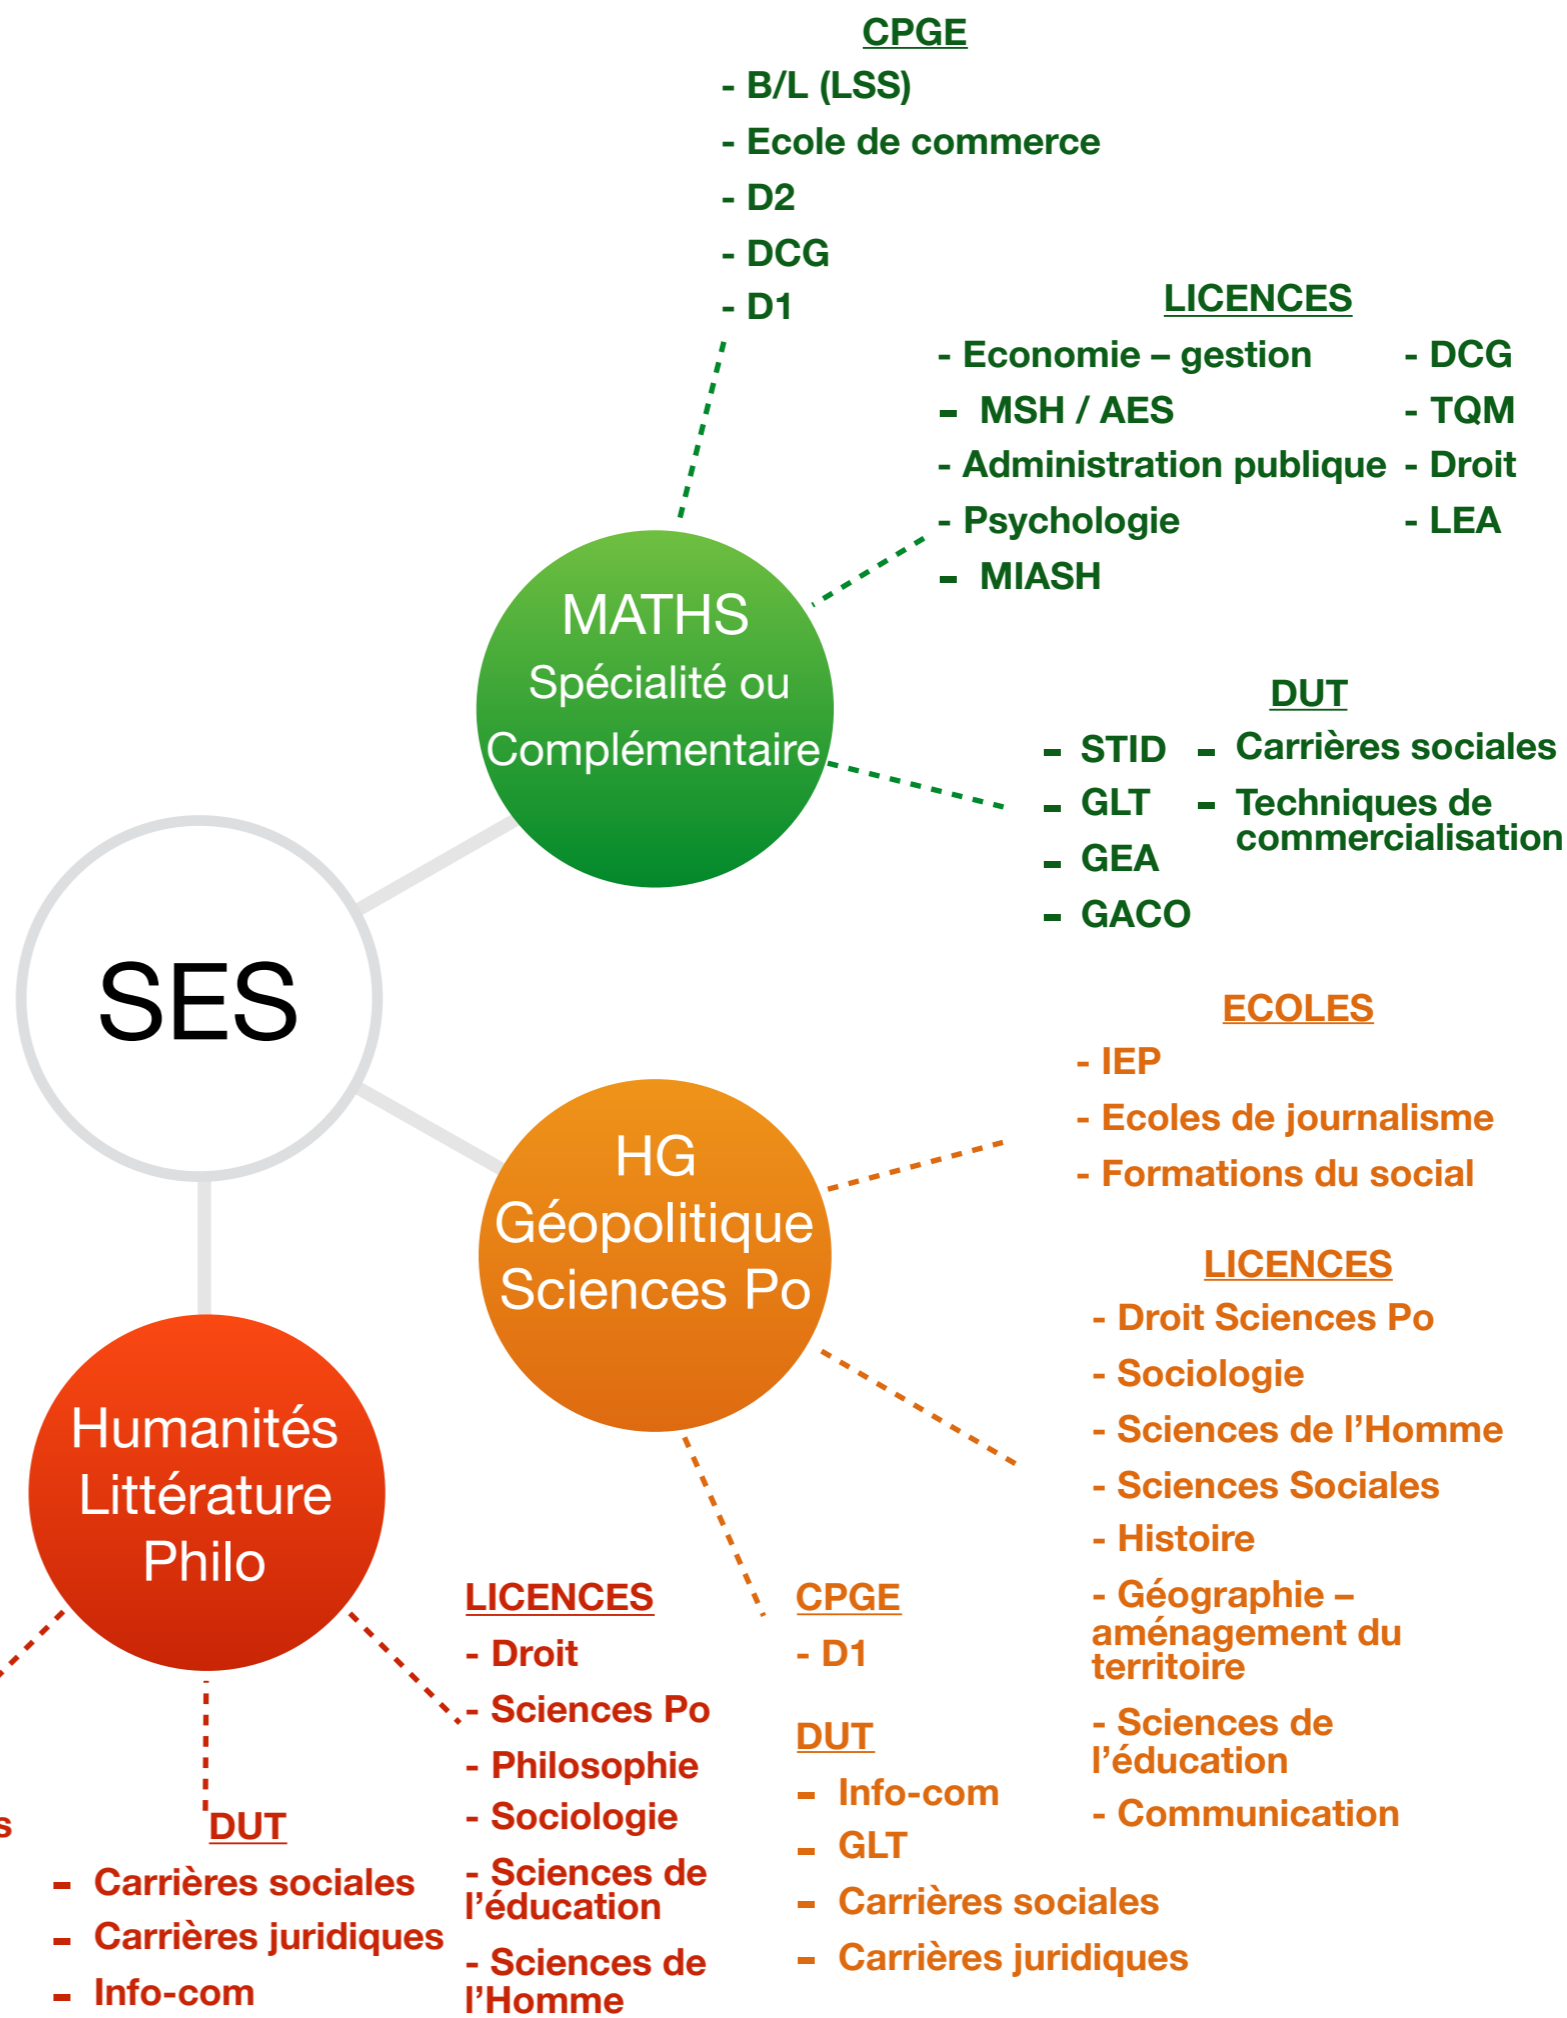 CPGE
- B/L (LSS)
- Ecole de commerce
- D2
- DCG
- D1
LICENCES
- Economie – gestion
- MSH / AES
- Administration publique
- Psychologie
- MIASH
- DCG
- TQM
- Droit
- LEA
MATHS
Spécialité ou
Complémentaire
DUT
- STID
- GLT
- GEA
- GACO
- Carrières sociales
- Techniques de
commercialisation
SES
ECOLES
- IEP
- Ecoles de journalisme
- Formations du social
HG
Géopolitique
Sciences Po
LICENCES
- Droit Sciences Po
- Sociologie
- Sciences de l’Homme
- Sciences Sociales
- Histoire
- Géographie –
aménagement du
territoire
- Sciences de
l’éducation
- Communication
Humanités
Littérature
Philo
LICENCES
- Droit
- Sciences Po
- Philosophie
- Sociologie
- Sciences de
l’éducation
- Sciences de
l’Homme
CPGE
- D1
DUT
- Info-com
- GLT
- Carrières sociales
- Carrières juridiques
s
DUT
- Carrières sociales
- Carrières juridiques
- Info-com